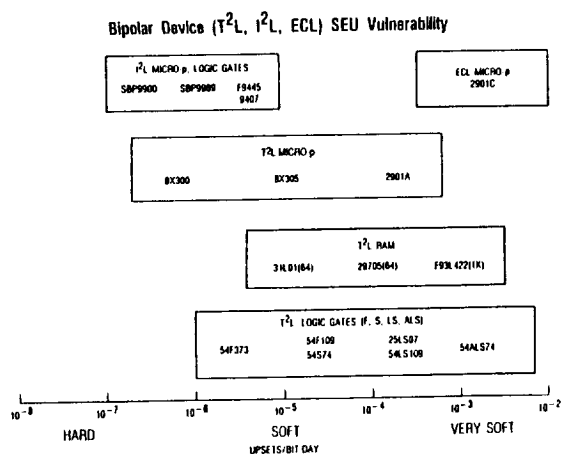 Bipolar Device (T²L, I²L, ECL) SEU Vulnerability
I²L MICRO p, LOGIC GATES
SBP9900 SBP9989 F9445
9407
ECL MICRO p
2901C
T²L MICRO p
8X300 8X305 2901A
T²L RAM
31L01(64) 29705(64) F93L422(1K)
T²L LOGIC GATES (F, S, LS, ALS)
54F373 54F109 25LS07 54ALS74
54S74 54LS109
10⁻⁸ 10⁻⁷ 10⁻⁶ 10⁻⁵ 10⁻⁴ 10⁻³ 10⁻²
HARD SOFT VERY SOFT
UPSETS/BIT DAY